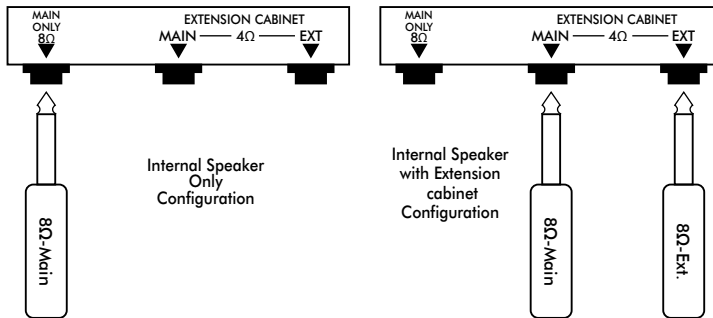 MAIN
ONLY
8Ω
EXTENSION CABINET
MAIN 4Ω EXT
Internal Speaker
Only
Configuration
8Ω-Main
MAIN
ONLY
8Ω
EXTENSION CABINET
MAIN 4Ω EXT
Internal Speaker
with Extension
cabinet
Configuration
8Ω-Main
8Ω-Ext.